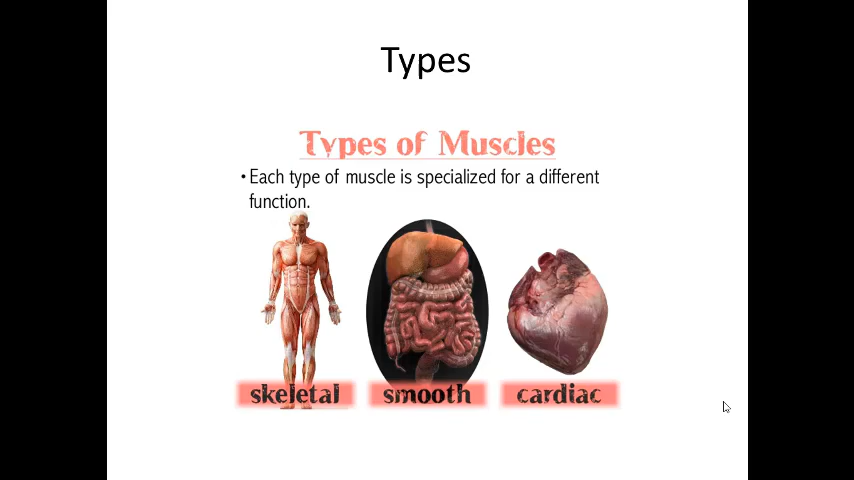 Types
Types of Muscles
• Each type of muscle is specialized for a different
function.
skeletal smooth cardiac